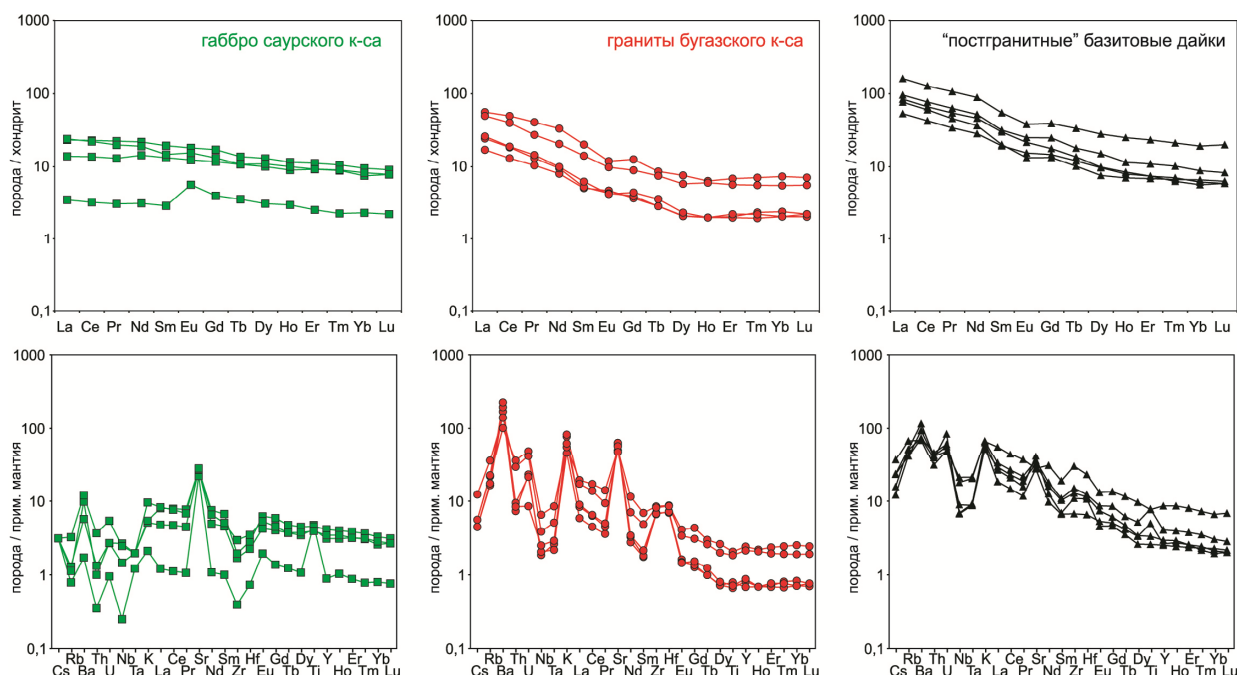 1000
100
10
1
0,1
порода / хондрит
габбро саурского к-са
La Ce Pr Nd Sm Eu Gd Tb Dy Ho Er Tm Yb Lu
1000
100
10
1
0,1
порода / хондрит
граниты бугазского к-са
La Ce Pr Nd Sm Eu Gd Tb Dy Ho Er Tm Yb Lu
1000
100
10
1
0,1
порода / хондрит
“постгранитные” базитовые дайки
La Ce Pr Nd Sm Eu Gd Tb Dy Ho Er Tm Yb Lu
1000
100
10
1
0,1
порода / прим. мантия
Rb Th Nb K Ce Sr Sm Hf Gd Dy Y Er Yb
Cs Ba U Ta La Pr Nd Zr Eu Tb Ti Ho Tm Lu
1000
100
10
1
0,1
порода / прим. мантия
Rb Th Nb K Ce Sr Sm Hf Gd Dy Y Er Yb
Cs Ba U Ta La Pr Nd Zr Eu Tb Ti Ho Tm Lu
1000
100
10
1
0,1
порода / прим. мантия
Rb Th Nb K Ce Sr Sm Hf Gd Dy Y Er Yb
Cs Ba U Ta La Pr Nd Zr Eu Tb Ti Ho Tm Lu